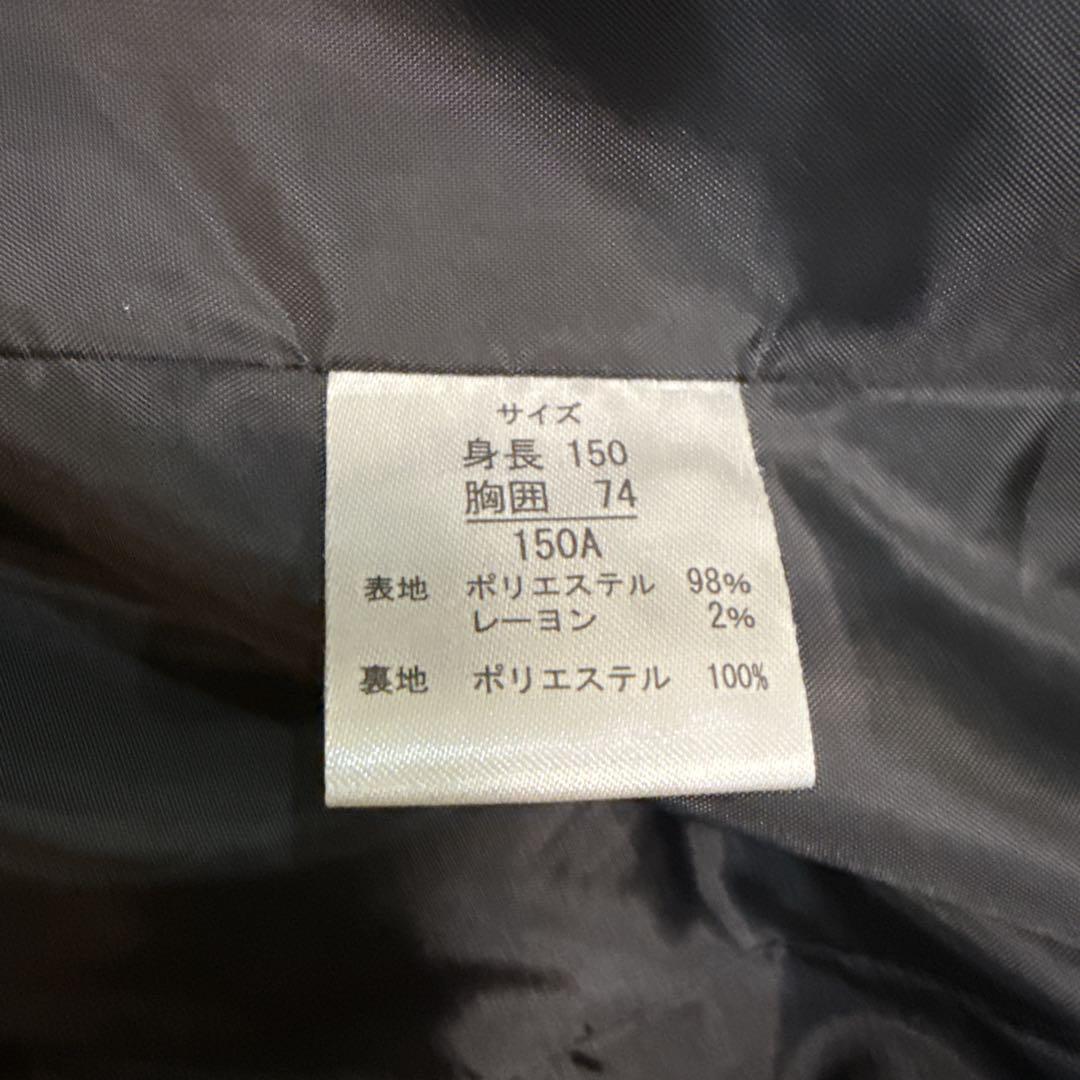 サイズ
身長 150
胸囲 74
150A
表地 ポリエステル 98%
レーヨン 2%
裏地 ポリエステル 100%